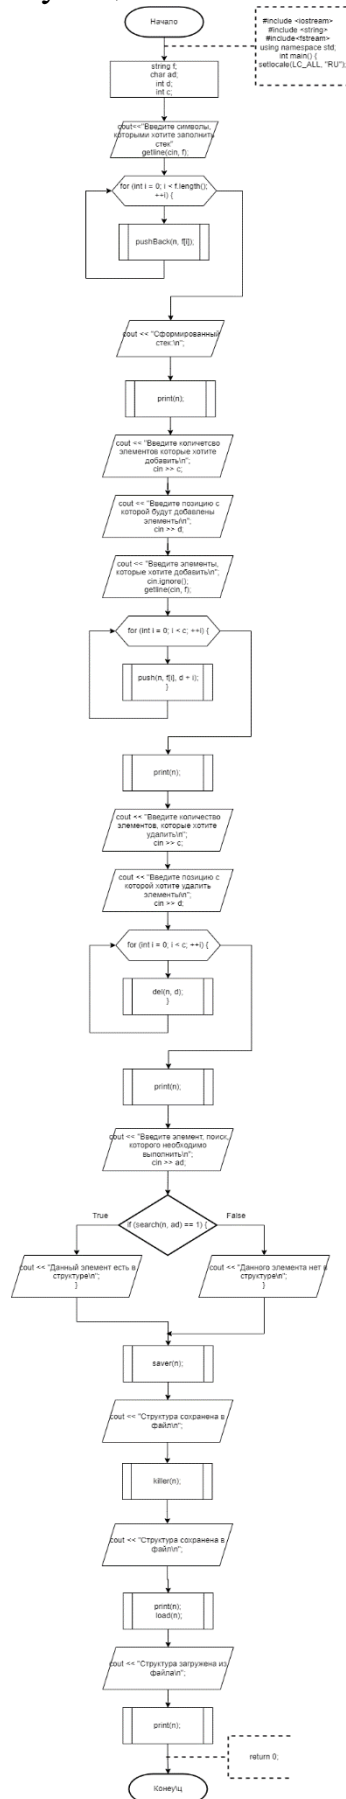 Начало
#include <iostream>
#include <string>
#include<fstream>
using namespace std;
int main() {
setlocale(LC_ALL, "RU");
string f;
char ad;
int d;
int c;
cout<<"Введите символы,
которыми хотите заполнить
стек"
getline(cin, f);
for (int i = 0; i < f.length();
++i) {
pushBack(n, f[i]);
cout << "Сформированный
стек:\n";
print(n);
cout << "Введите количетсво
элементов которые хотите
добавить\n";
cin >> c;
cout << "Введите позицию с
которой будут добавлены
элементы\n";
cin >> d;
cout << "Введите элементы,
которые хотите добавить\n";
cin.ignore();
getline(cin, f);
for (int i = 0; i < c; ++i) {
push(n, f[i], d + i);
}
print(n);
cout << "Введите количество
элементов, которые хотите
удалить\n";
cin >> c;
cout << "Введите позицию с
которой хотите удалить
элементы\n";
cin >> d;
for (int i = 0; i < c; ++i) {
del(n, d);
}
print(n);
cout << "Введите элемент, поиск,
которого необходимо
выполнить\n";
cin >> ad;
True
False
if (search(n, ad) == 1) {
cout << "Данный элемент есть в
структуре\n";
}
cout << "Данного элемента нет в
структуре\n";
}
saver(n);
cout << "Структура сохранена в
файл\n";
killer(n);
cout << "Структура сохранена в
файл\n";
print(n);
load(n);
cout << "Структура загружена из
файла\n";
print(n);
return 0;
Конеу\ц